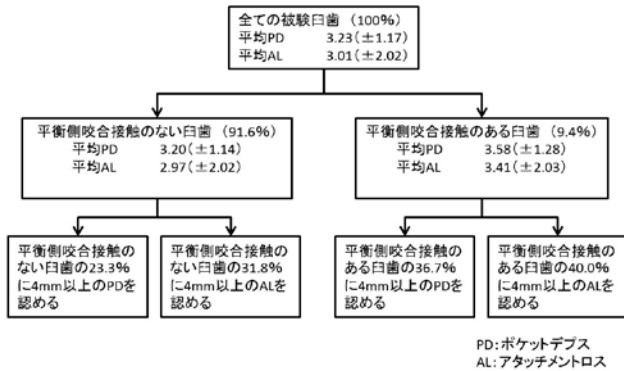 全ての被験臼歯（100%）
平均PD 3.23（±1.17）
平均AL 3.01（±2.02）
平衡側咬合接触のない臼歯（91.6%）
平均PD 3.20（±1.14）
平均AL 2.97（±2.02）
平衡側咬合接触のある臼歯（9.4%）
平均PD 3.58（±1.28）
平均AL 3.41（±2.03）
平衡側咬合接触の
ない臼歯の23.3%
に4mm以上のPDを
認める
平衡側咬合接触の
ない臼歯の31.8%
に4mm以上のALを
認める
平衡側咬合接触の
ある臼歯の36.7%
に4mm以上のPDを
認める
平衡側咬合接触の
ある臼歯の40.0%
に4mm以上のALを
認める
PD:ポケットデプス
AL:アタッチメントロス